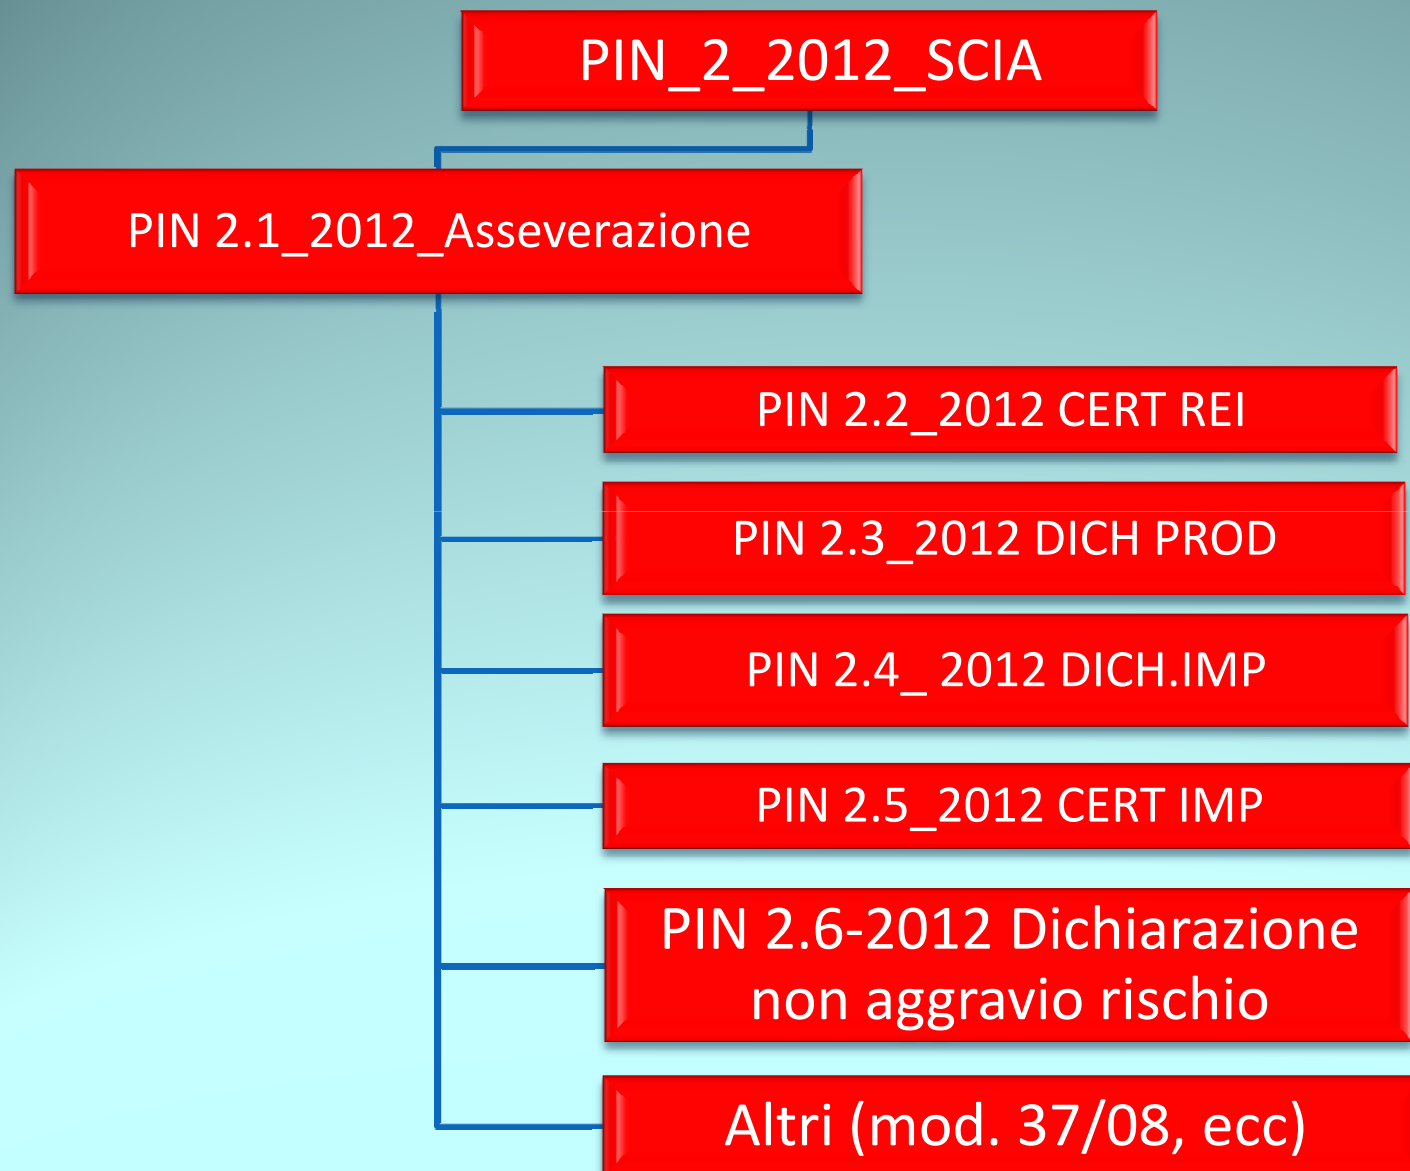 PIN_2_2012_SCIA
PIN 2.1_2012_Asseverazione
PIN 2.2_2012 CERT REI
PIN 2.3_2012 DICH PROD
PIN 2.4_ 2012 DICH.IMP
PIN 2.5_2012 CERT IMP
PIN 2.6-2012 Dichiarazione
non aggravio rischio
Altri (mod. 37/08, ecc)